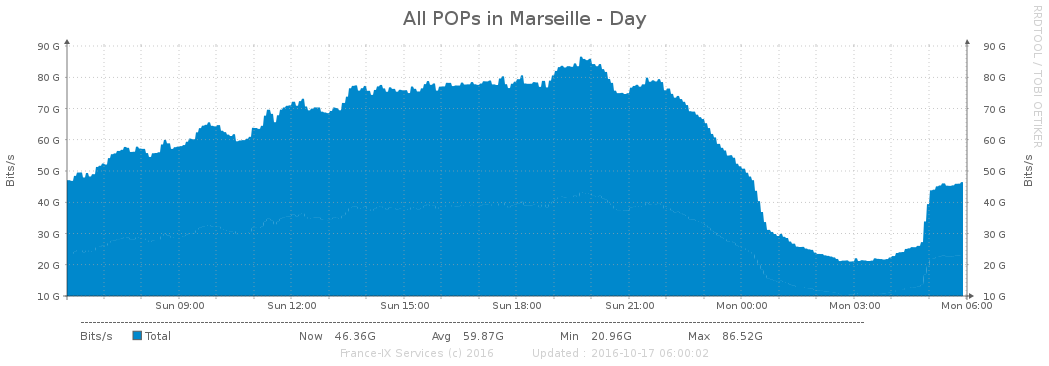 All POPs in Marseille - Day
RRDTOOL / TOBI OETIKER
90 G 90 G
80 G 80 G
70 G 70 G
60 G 60 G
50 G 50 G
40 G 40 G
30 G 30 G
20 G 20 G
10 G 10 G
Bits/s Bits/s
Sun 09:00 Sun 12:00 Sun 15:00 Sun 18:00 Sun 21:00 Mon 00:00 Mon 03:00 Mon 06:00
Bits/s Total Now 46.36G Avg 59.87G Min 20.96G Max 86.52G
France-IX Services (c) 2016 Updated : 2016-10-17 06:00:02